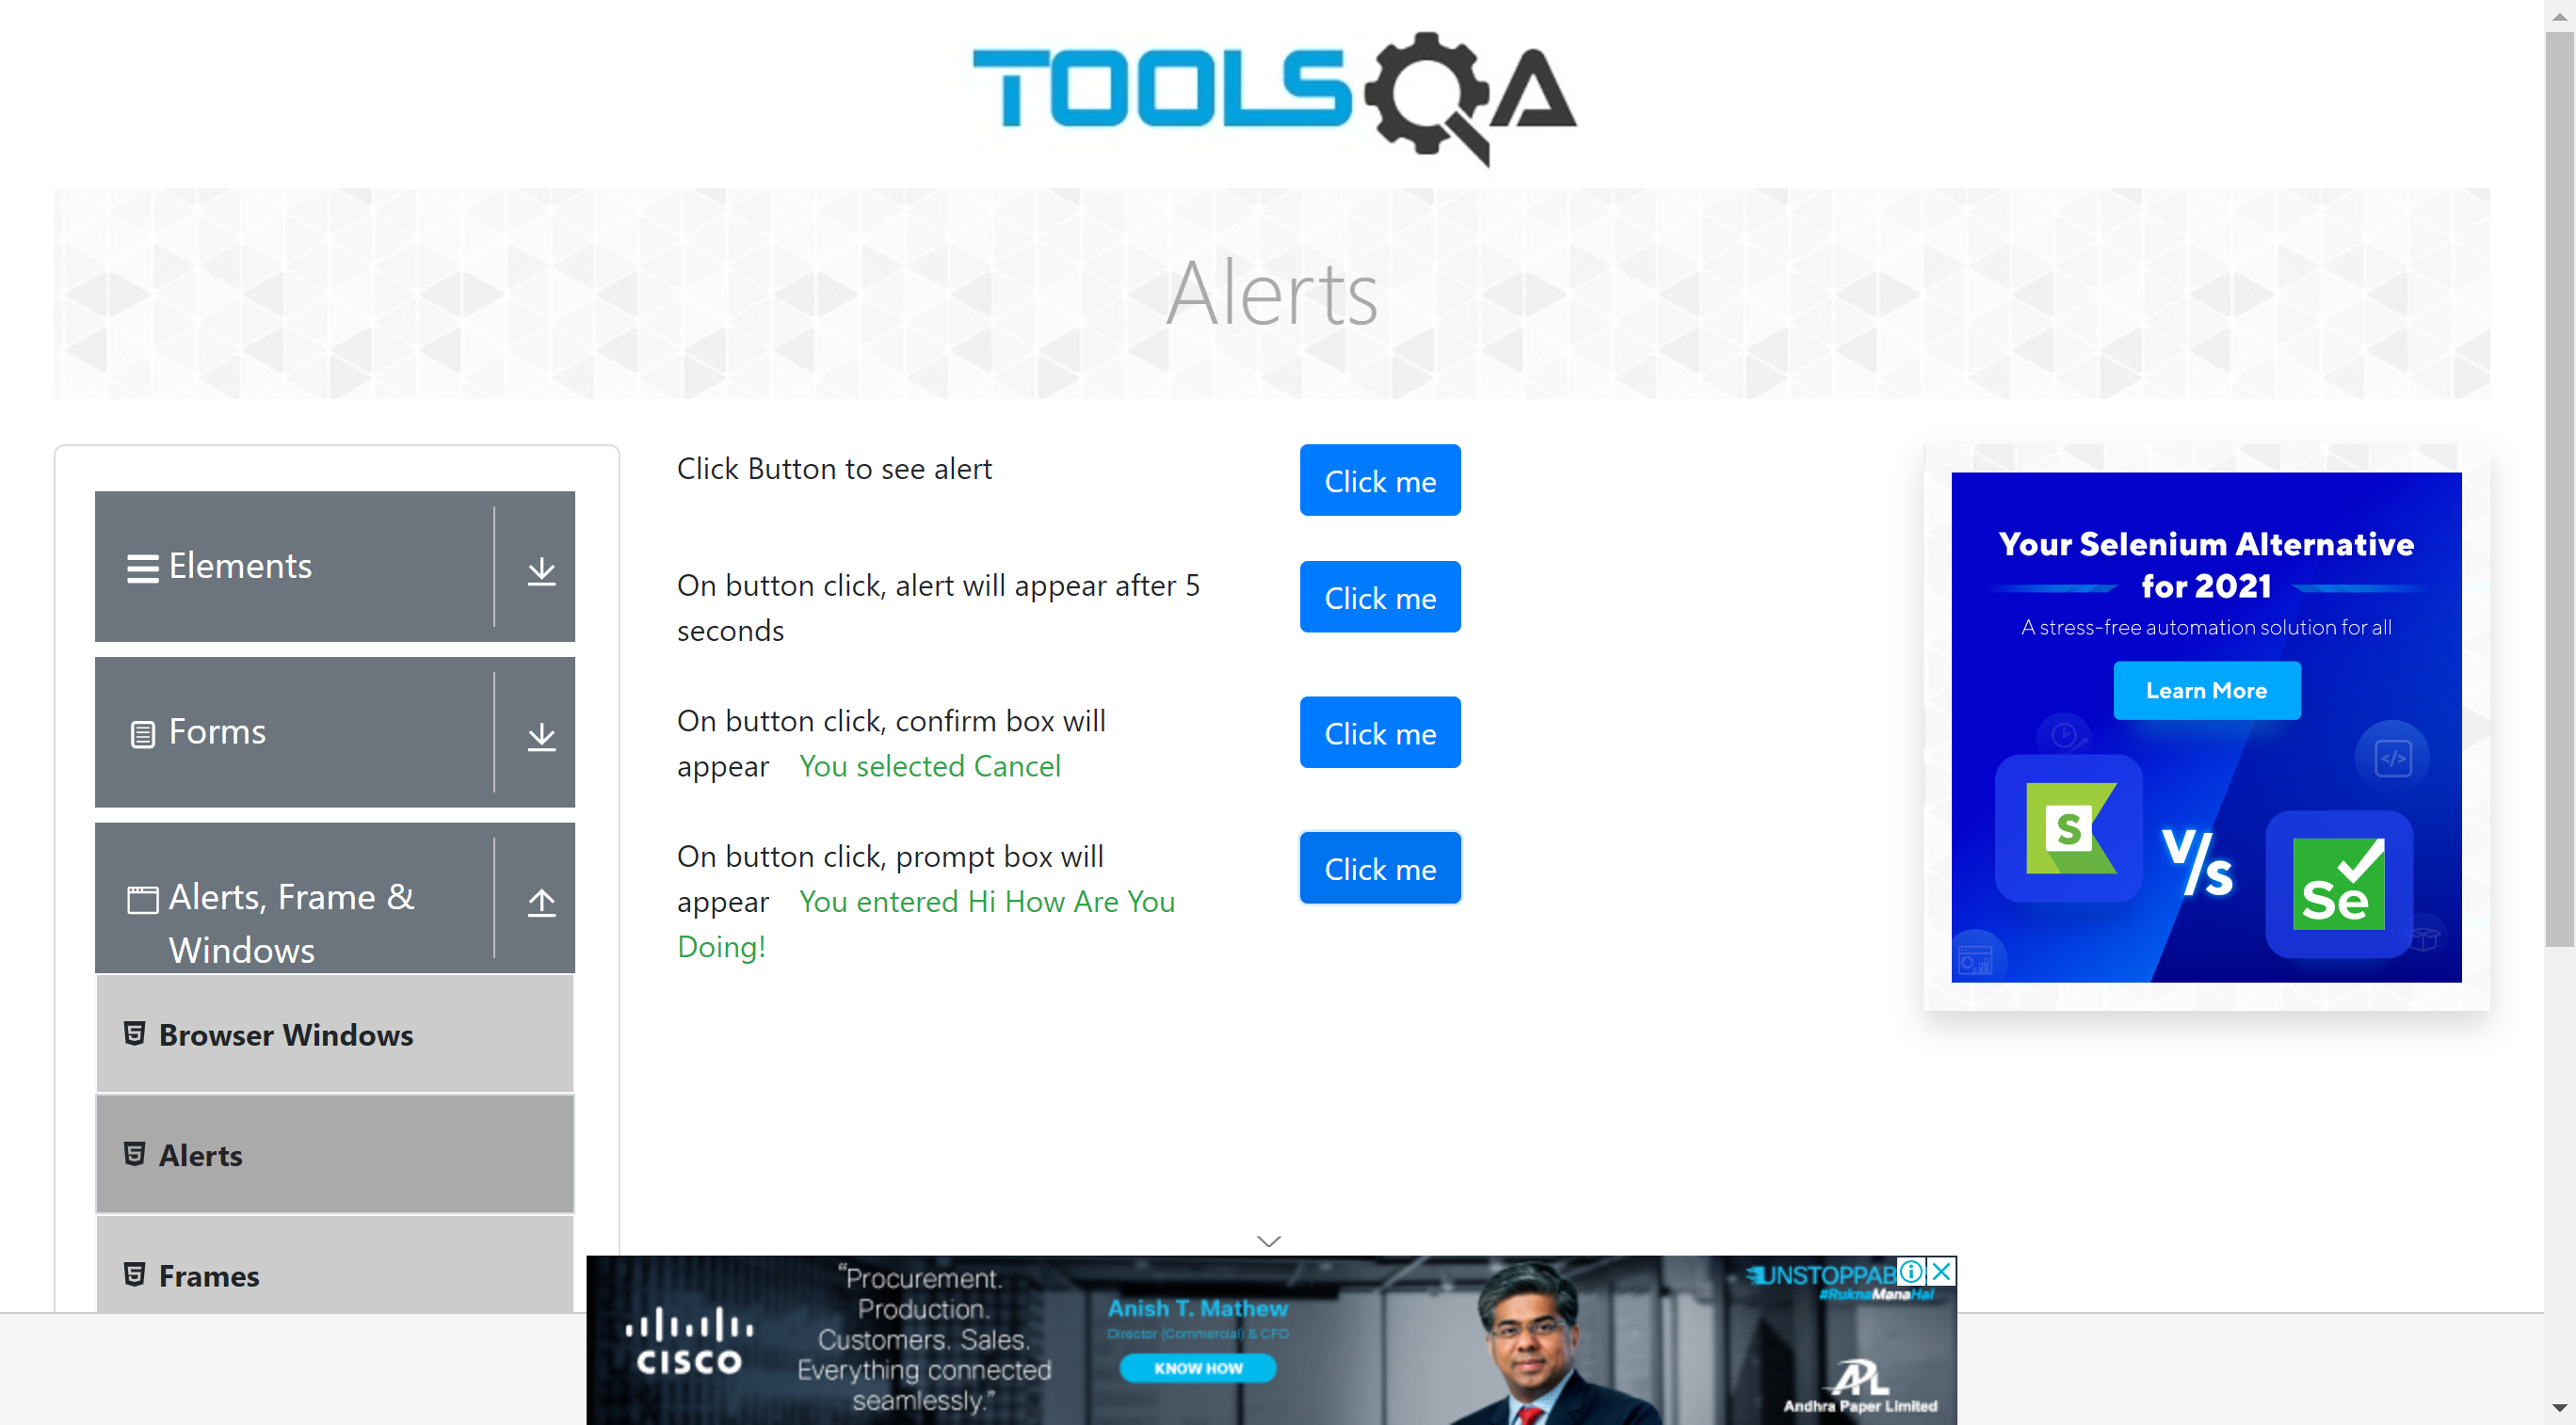 TOOLSQA
Alerts
Elements
Forms
Alerts, Frame &
Windows
Browser Windows
Alerts
Frames
Click Button to see alert
Click me
On button click, alert will appear after 5
seconds
Click me
On button click, confirm box will
appear You selected Cancel
Click me
On button click, prompt box will
appear You entered Hi How Are You
Doing!
Click me
Your Selenium Alternative
for 2021
A stress-free automation solution for all
Learn More
S
V/s
Se
CISCO
“Procurement.
Production.
Customers. Sales.
Everything connected
seamlessly.”
Anish T. Mathew
Director (Commercial) & CFO
KNOW HOW
#RuknaManaHai
APL
Andhra Paper Limited